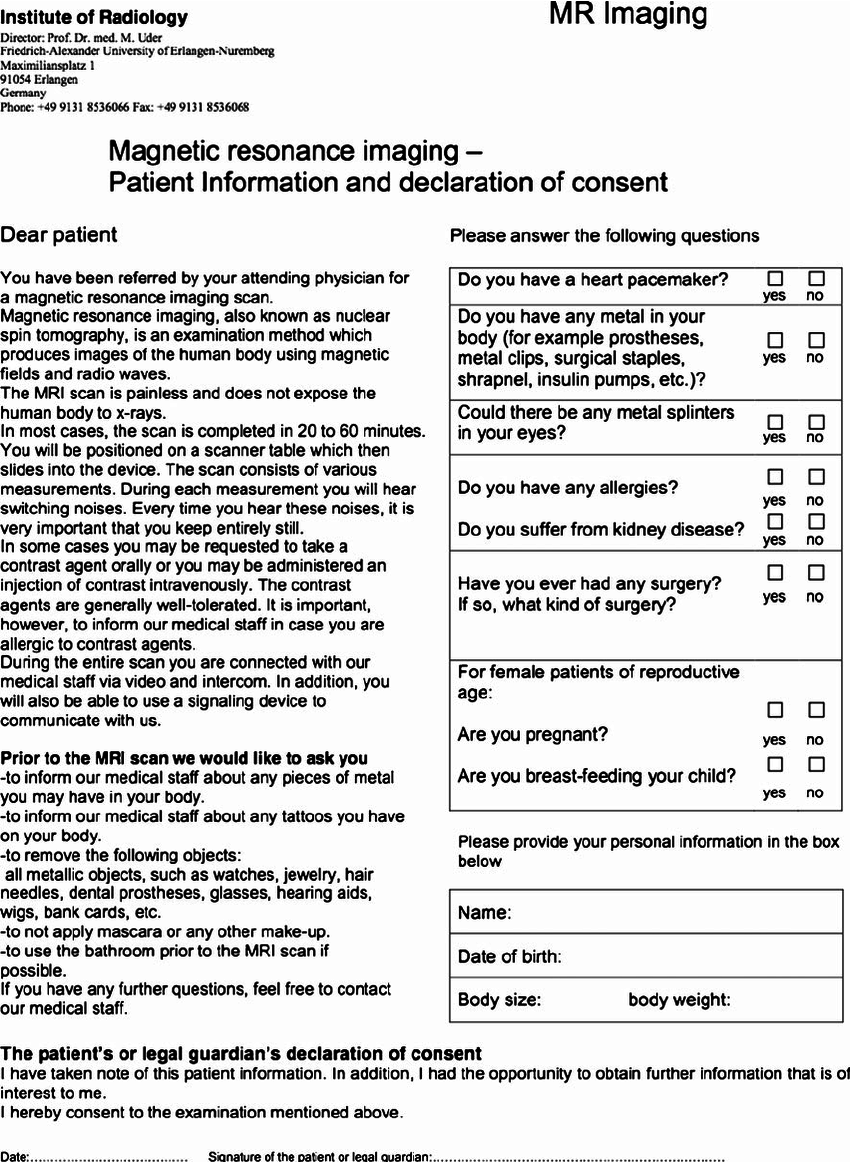 Institute of Radiology
Director: Prof. Dr. med. M. Uder
Friedrich-Alexander University of Erlangen-Nuremberg
Maximiliansplatz 1
91054 Erlangen
Germany
Phone: +49 9131 8536066 Fax: +49 9131 8536068
MR Imaging
Magnetic resonance imaging –
Patient Information and declaration of consent
Dear patient
You have been referred by your attending physician for
a magnetic resonance imaging scan.
Magnetic resonance imaging, also known as nuclear
spin tomography, is an examination method which
produces images of the human body using magnetic
fields and radio waves.
The MRI scan is painless and does not expose the
human body to x-rays.
In most cases, the scan is completed in 20 to 60 minutes.
You will be positioned on a scanner table which then
slides into the device. The scan consists of various
measurements. During each measurement you will hear
switching noises. Every time you hear these noises, it is
very important that you keep entirely still.
In some cases you may be requested to take a
contrast agent orally or you may be administered an
injection of contrast intravenously. The contrast
agents are generally well-tolerated. It is important,
however, to inform our medical staff in case you are
allergic to contrast agents.
During the entire scan you are connected with our
medical staff via video and intercom. In addition, you
will also be able to use a signaling device to
communicate with us.
Prior to the MRI scan we would like to ask you
-to inform our medical staff about any pieces of metal
you may have in your body.
-to inform our medical staff about any tattoos you have
on your body.
-to remove the following objects:
all metallic objects, such as watches, jewelry, hair
needles, dental prostheses, glasses, hearing aids,
wigs, bank cards, etc.
-to not apply mascara or any other make-up.
-to use the bathroom prior to the MRI scan if
possible.
If you have any further questions, feel free to contact
our medical staff.
Please answer the following questions
Do you have a heart pacemaker?
yes no
Do you have any metal in your
body (for example prostheses,
metal clips, surgical staples,
shrapnel, insulin pumps, etc.)?
yes no
Could there be any metal splinters
in your eyes?
yes no
Do you have any allergies?
yes no
Do you suffer from kidney disease?
yes no
Have you ever had any surgery?
If so, what kind of surgery?
yes no
For female patients of reproductive
age:
Are you pregnant?
yes no
Are you breast-feeding your child?
yes no
Please provide your personal information in the box
below
Name:
Date of birth:
Body size: body weight:
The patient's or legal guardian's declaration of consent
I have taken note of this patient information. In addition, I had the opportunity to obtain further information that is of
interest to me.
I hereby consent to the examination mentioned above.
Date:....................................... Signature of the patient or legal guardian:........................................................................